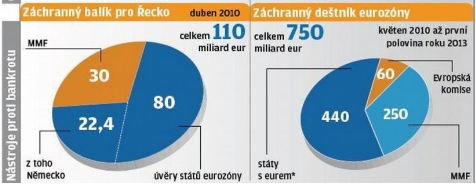 Nástroje proti bankrotu
Záchranný balík pro Řecko
duben 2010
celkem 110
miliard eur
MMF
30
80
22,4
z toho
Německo
úvěry států eurozóny
Záchranný deštník eurozóny
celkem 750
miliard eur
květen 2010 až první
polovina roku 2013
60
Evropská
komise
440
250
státy
s eurem*
MMF